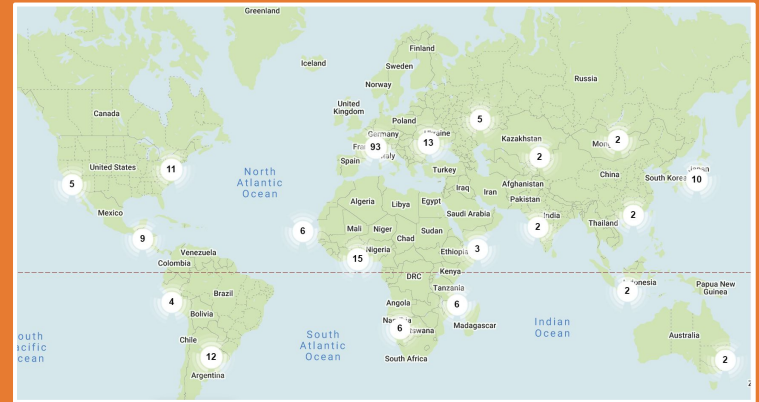 Greenland
Iceland
Finland
Sweden
Norway
Russia
United
Kingdom
Canada
Poland
5
Germany
Ukraine
13
93
Kazakhstan
2
2
United States
11
Spain
Turkey
China
South Korea
Japan
10
5
North
Atlantic
Ocean
Iraq
Iran
Afghanistan
Pakistan
Algeria
Libya
Egypt
Saudi Arabia
India
2
Thailand
2
Mexico
9
6
Mali
Niger
Chad
Sudan
Venezuela
Colombia
15
Nigeria
Ethiopia
3
DRC
Kenya
Tanzania
2
Papua New
Guinea
4
Brazil
Angola
6
Bolivia
6
Madagascar
Indian
Ocean
Australia
South
Atlantic
Ocean
Chile
12
Argentina
South Africa
2